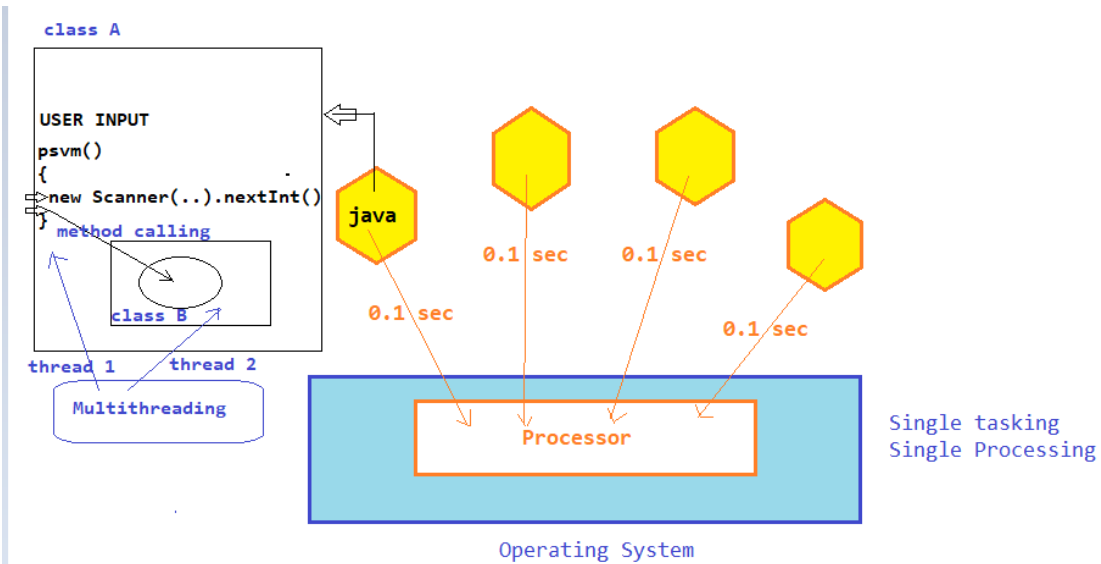 class A
USER INPUT
psvm()
{
new Scanner(..).nextInt()
}
method calling
class B
thread 1
thread 2
Multithreading
java
0.1 sec
0.1 sec
0.1 sec
0.1 sec
Processor
Single tasking
Single Processing
Operating System